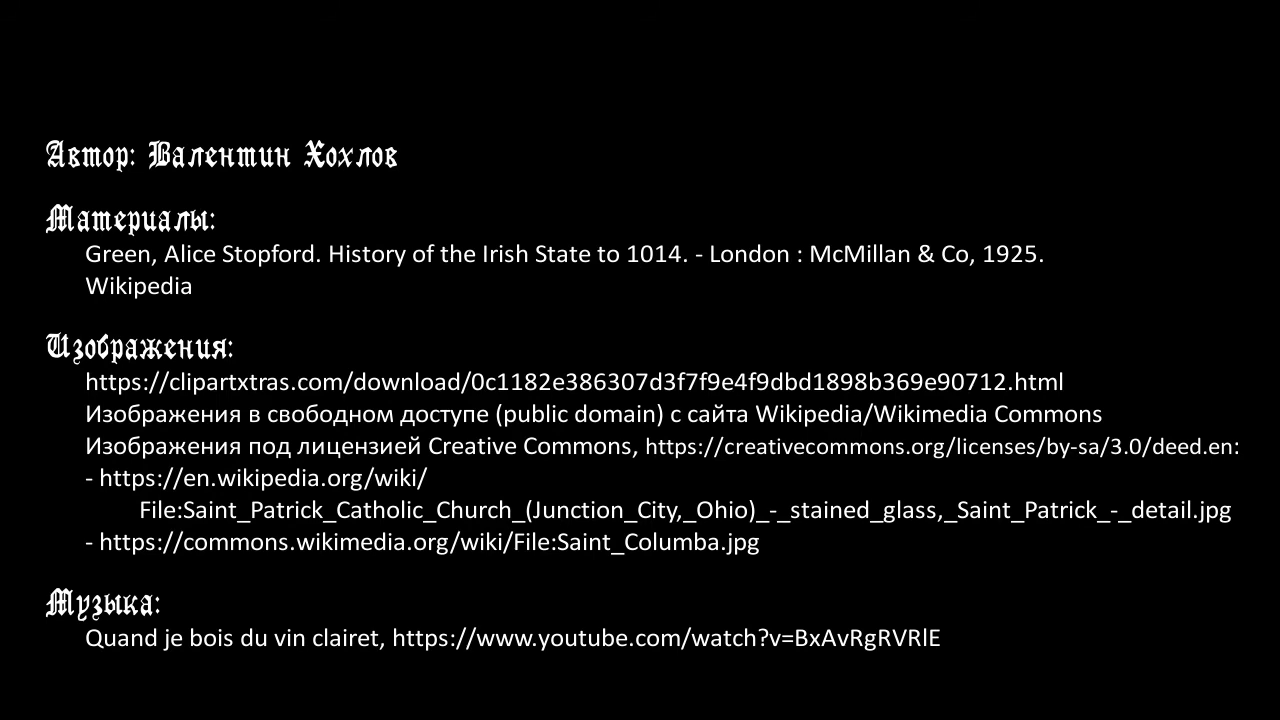 Автор: Валентин Хохлов
Материалы:
Green, Alice Stopford. History of the Irish State to 1014. - London : McMillan & Co, 1925.
Wikipedia
Изображения:
https://clipartxtras.com/download/0c1182e386307d3f7f9e4f9dbd1898b369e90712.html
Изображения в свободном доступе (public domain) с сайта Wikipedia/Wikimedia Commons
Изображения под лицензией Creative Commons, https://creativecommons.org/licenses/by-sa/3.0/deed.en:
- https://en.wikipedia.org/wiki/
File:Saint_Patrick_Catholic_Church_(Junction_City,_Ohio)_-_stained_glass,_Saint_Patrick_-_detail.jpg
- https://commons.wikimedia.org/wiki/File:Saint_Columba.jpg
Музыка:
Quand je bois du vin clairet, https://www.youtube.com/watch?v=BxAvRgRVRlE